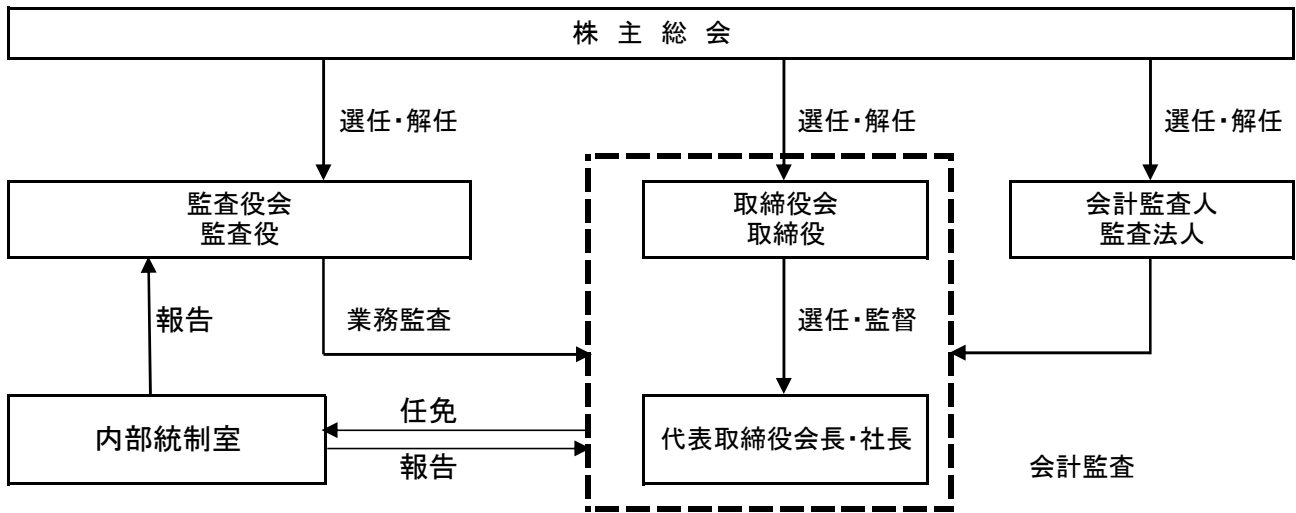 株 主 総 会
選任・解任
選任・解任
選任・解任
監査役会
監査役
取締役会
取締役
会計監査人
監査法人
報告
業務監査
選任・監督
内部統制室
任免
報告
代表取締役会長・社長
会計監査